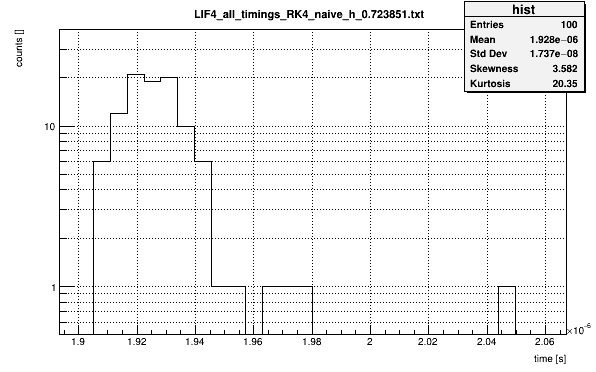 LIF4_all_timings_RK4_naive_h_0.723851.txt
hist
Entries 100
Mean 1.928e−06
Std Dev 1.737e−08
Skewness 3.582
Kurtosis 20.35
counts []
10
1
1.9 1.92 1.94 1.96 1.98 2 2.02 2.04 2.06
×10⁻⁶
time [s]